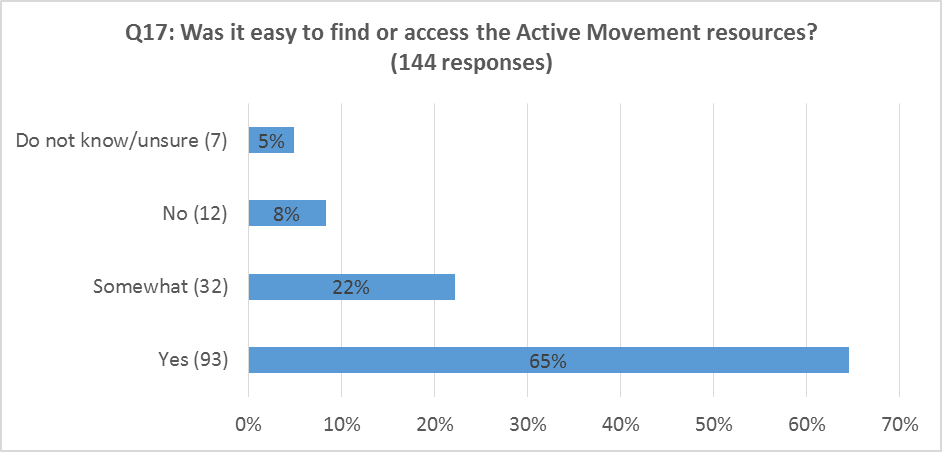 Q17: Was it easy to find or access the Active Movement resources?
(144 responses)
Do not know/unsure (7)
5%
No (12)
8%
Somewhat (32)
22%
Yes (93)
65%
0%
10%
20%
30%
40%
50%
60%
70%